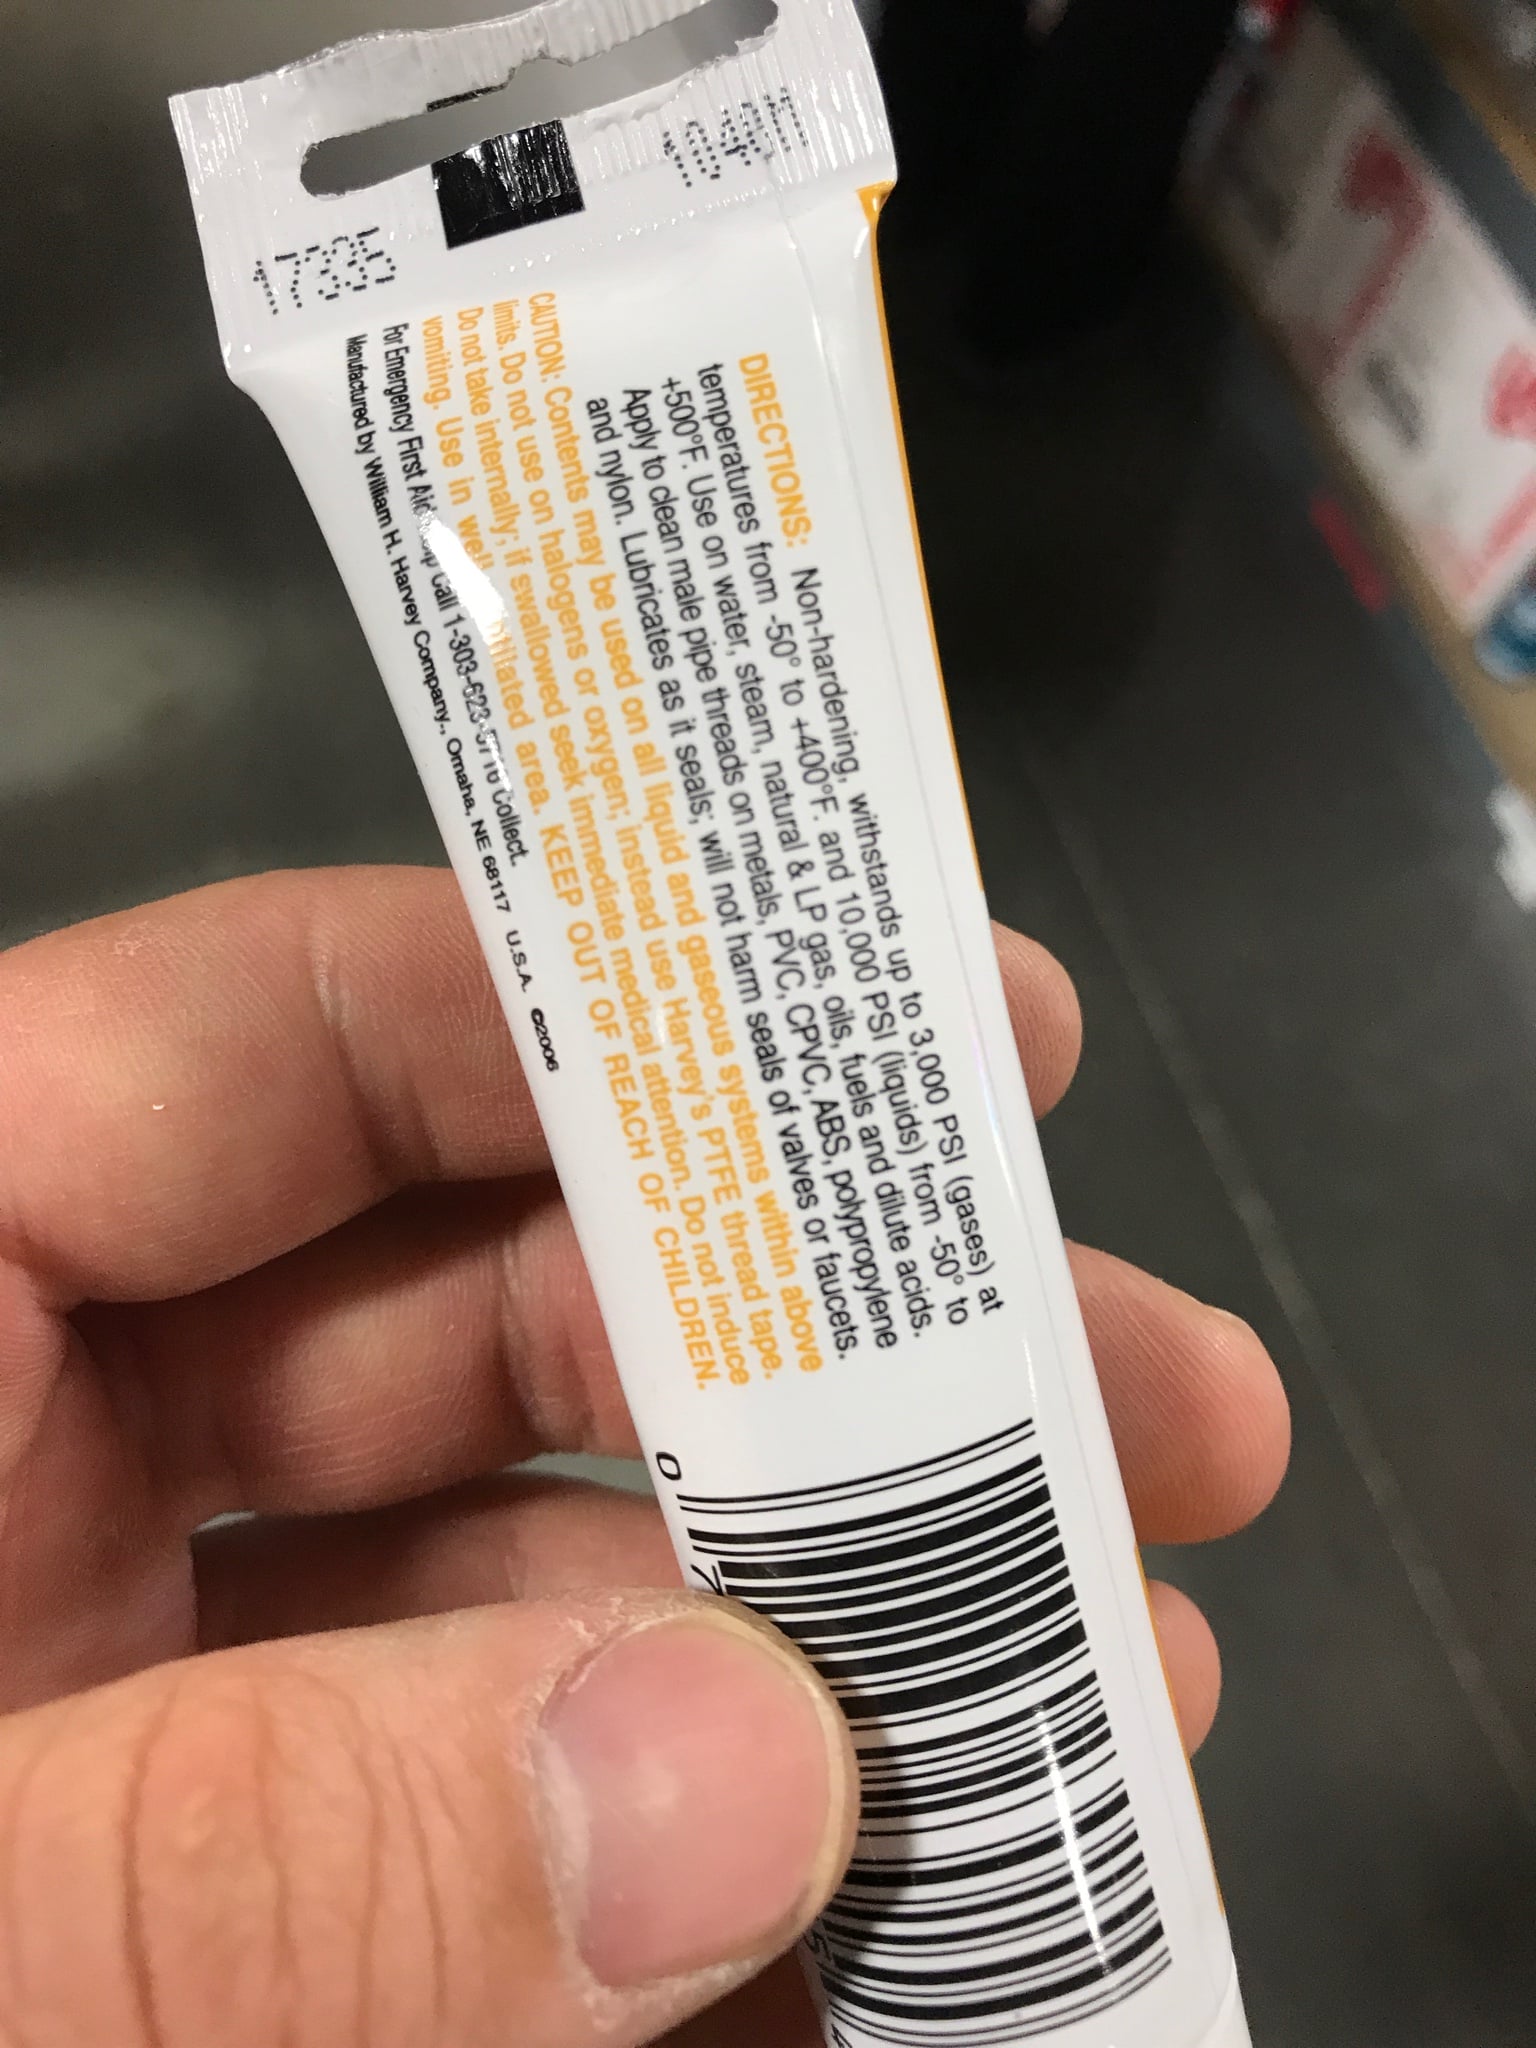 DIRECTIONS: Non-hardening, withstands up to 3,000 PSI (gases) at
temperatures from -50° to +400°F. and 10,000 PSI (liquids) from -50° to
+500°F. Use on water, steam, natural & LP gas, oils, fuels and dilute acids.
Apply to clean male pipe threads on metals, PVC, CPVC, ABS, polypropylene
and nylon. Lubricates as it seals; will not harm seals of valves or faucets.
CAUTION: Contents may be used on all liquid and gaseous systems within above
limits. Do not use on halogens or oxygen; instead use Harvey's PTFE thread tape.
Do not take internally; if swallowed seek immediate medical attention. Do not induce
vomiting. Use in area. KEEP OUT OF REACH OF CHILDREN.
For Emergency First Aid Call 1-303-623-5716 Collect.
Manufactured by William H. Harvey Company., Omaha, NE 68117 U.S.A. ©2006
0 7 5